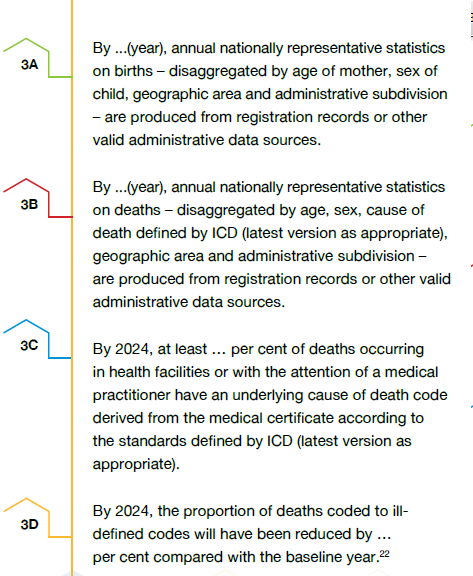 3A
By ...(year), annual nationally representative statistics
on births – disaggregated by age of mother, sex of
child, geographic area and administrative subdivision
– are produced from registration records or other
valid administrative data sources.
3B
By ...(year), annual nationally representative statistics
on deaths – disaggregated by age, sex, cause of
death defined by ICD (latest version as appropriate),
geographic area and administrative subdivision –
are produced from registration records or other valid
administrative data sources.
3C
By 2024, at least ... per cent of deaths occurring
in health facilities or with the attention of a medical
practitioner have an underlying cause of death code
derived from the medical certificate according to
the standards defined by ICD (latest version as
appropriate).
3D
By 2024, the proportion of deaths coded to ill-
defined codes will have been reduced by ...
per cent compared with the baseline year.²²